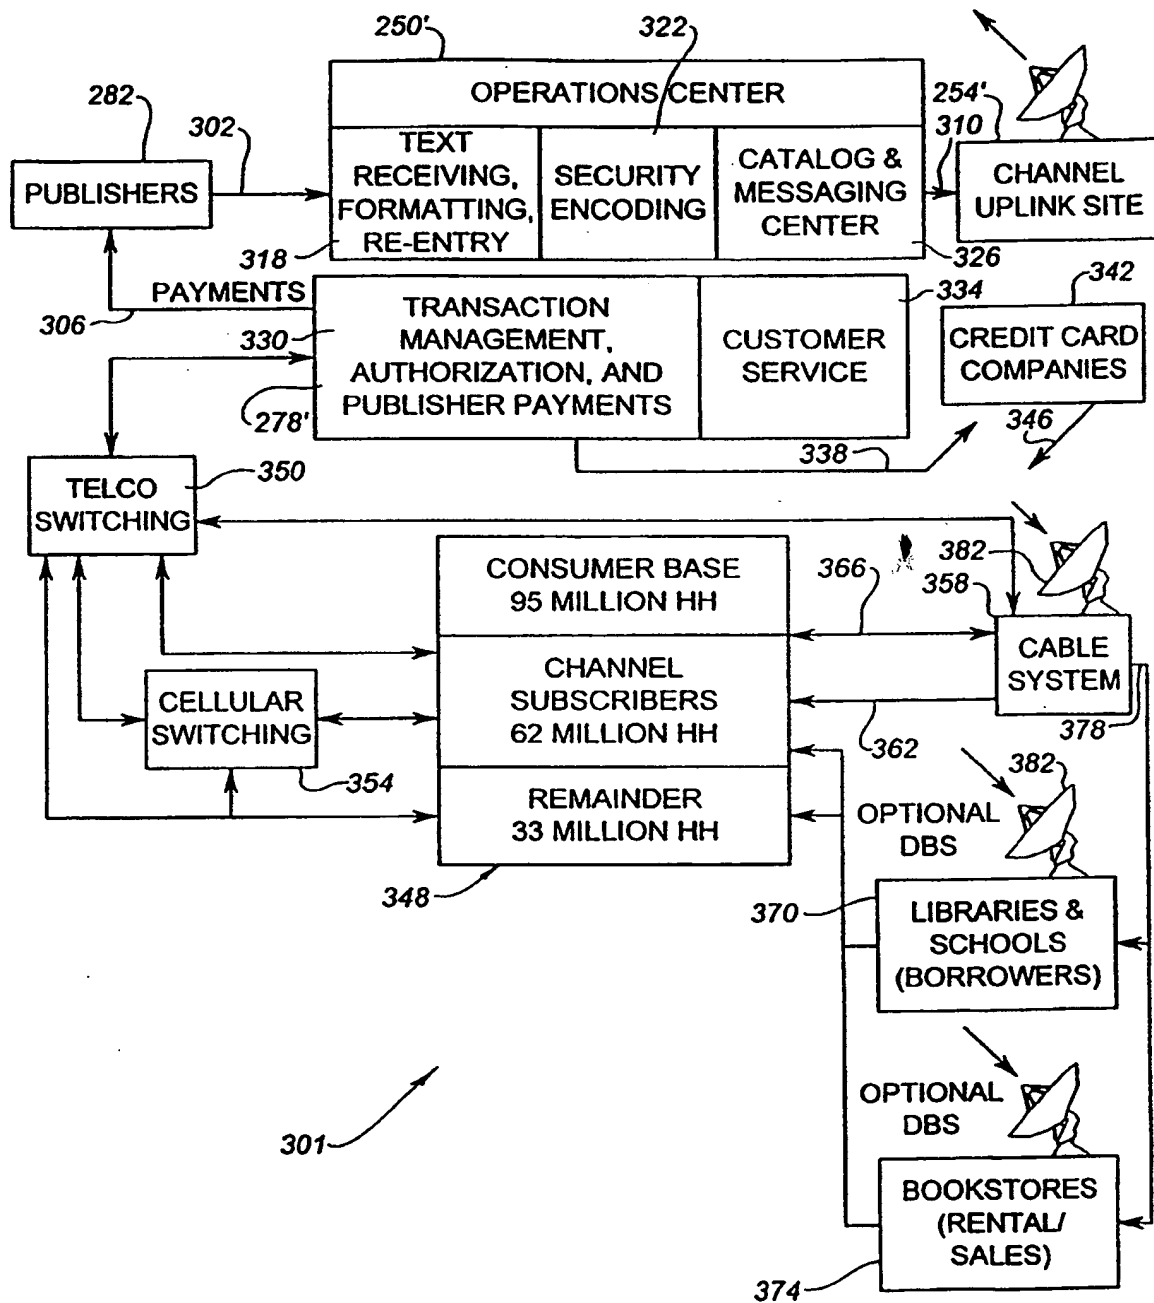 250'
322
OPERATIONS CENTER
282
302
254'
310
PUBLISHERS
TEXT
RECEIVING,
FORMATTING,
RE-ENTRY
318
SECURITY
ENCODING
CATALOG &
MESSAGING
CENTER
326
CHANNEL
UPLINK SITE
PAYMENTS
306
330
TRANSACTION
MANAGEMENT,
AUTHORIZATION, AND
PUBLISHER PAYMENTS
278'
334
CUSTOMER
SERVICE
342
CREDIT CARD
COMPANIES
346
338
350
TELCO
SWITCHING
CONSUMER BASE
95 MILLION HH
366
382
358
CABLE
SYSTEM
CHANNEL
SUBSCRIBERS
62 MILLION HH
CELLULAR
SWITCHING
362
378
354
REMAINDER
33 MILLION HH
348
382
OPTIONAL
DBS
370
LIBRARIES &
SCHOOLS
(BORROWERS)
301
OPTIONAL
DBS
BOOKSTORES
(RENTAL/
SALES)
374